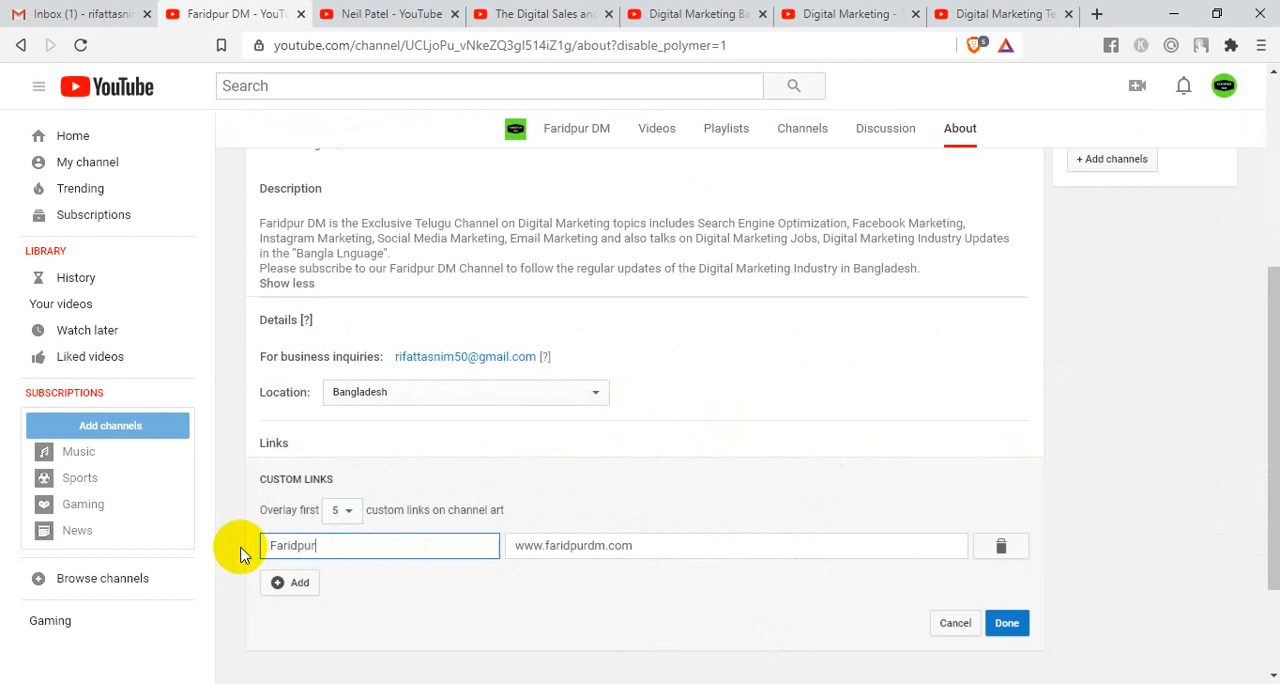 Inbox (1) - rifattasnim
Faridpur DM - YouTu
Neil Patel - YouTube
The Digital Sales and
Digital Marketing Ba
Digital Marketing -
Digital Marketing Te
youtube.com/channel/UCLjoPu_vNkeZQ3gI514iZ1g/about?disable_polymer=1
5
YouTube
Search
Faridpur DM
Videos
Playlists
Channels
Discussion
About
Home
My channel
Trending
Subscriptions
LIBRARY
History
Your videos
Watch later
Liked videos
SUBSCRIPTIONS
Add channels
Music
Sports
Gaming
News
Browse channels
Gaming
+ Add channels
Description
Faridpur DM is the Exclusive Telugu Channel on Digital Marketing topics includes Search Engine Optimization, Facebook Marketing,
Instagram Marketing, Social Media Marketing, Email Marketing and also talks on Digital Marketing Jobs, Digital Marketing Industry Updates
in the "Bangla Lnguage".
Please subscribe to our Faridpur DM Channel to follow the regular updates of the Digital Marketing Industry in Bangladesh.
Show less
Details [?]
For business inquiries: rifattasnim50@gmail.com [?]
Location: Bangladesh
Links
CUSTOM LINKS
Overlay first 5 custom links on channel art
Faridpur www.faridpurdm.com
Add
Cancel Done